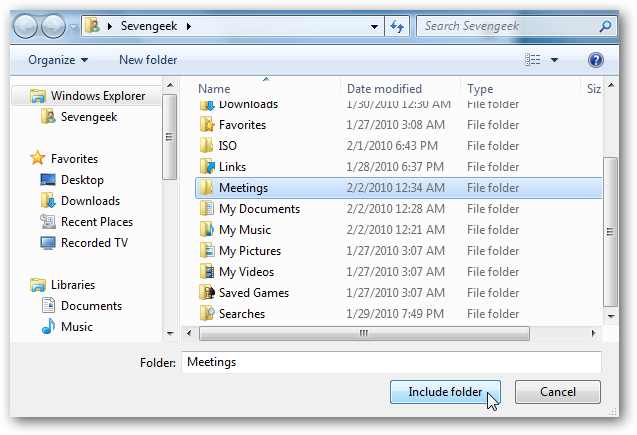 Sevengeek
Search Sevengeek
Organize New folder
Name Date modified Type Siz
Downloads 1/30/2010 12:30 AM File folder
Favorites 1/27/2010 3:08 AM File folder
ISO 2/1/2010 6:43 PM File folder
Links 1/28/2010 6:37 PM File folder
Meetings 2/2/2010 12:34 AM File folder
My Documents 2/2/2010 12:28 AM File folder
My Music 2/2/2010 12:21 AM File folder
My Pictures 1/27/2010 3:07 AM File folder
My Videos 1/27/2010 3:07 AM File folder
Saved Games 1/27/2010 3:07 AM File folder
Searches 1/29/2010 7:49 PM File folder
Windows Explorer
Sevengeek
Favorites
Desktop
Downloads
Recent Places
Recorded TV
Libraries
Documents
Music
Folder: Meetings
Include folder Cancel